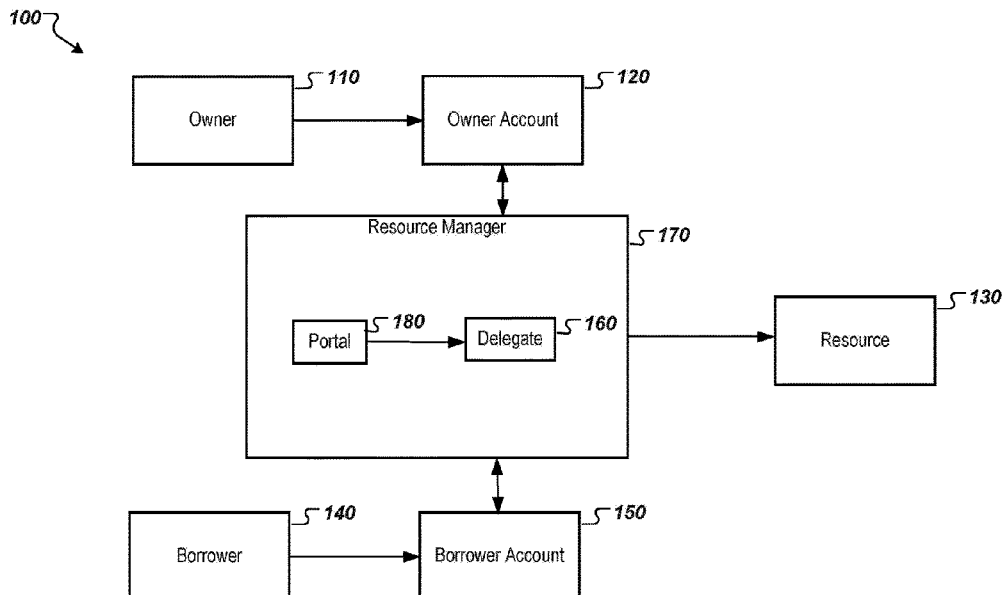 100
110
120
Owner
Owner Account
Resource Manager
170
130
180
160
Portal
Delegate
Resource
140
150
Borrower
Borrower Account